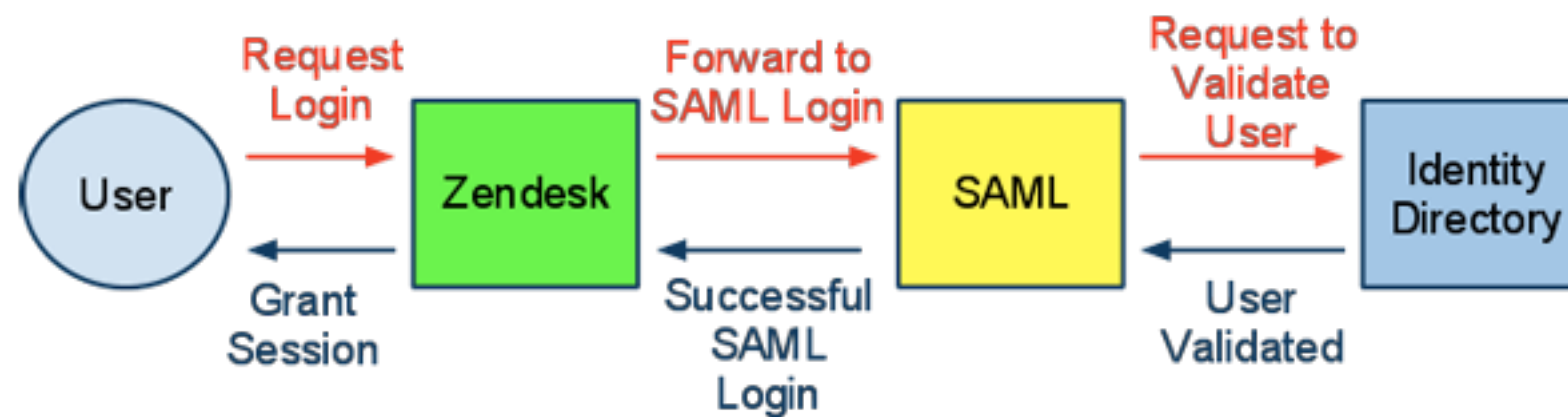 Request
Login
Forward to
SAML Login
Request to
Validate
User
User
Zendesk
SAML
Identity
Directory
Grant
Session
Successful
SAML
Login
User
Validated